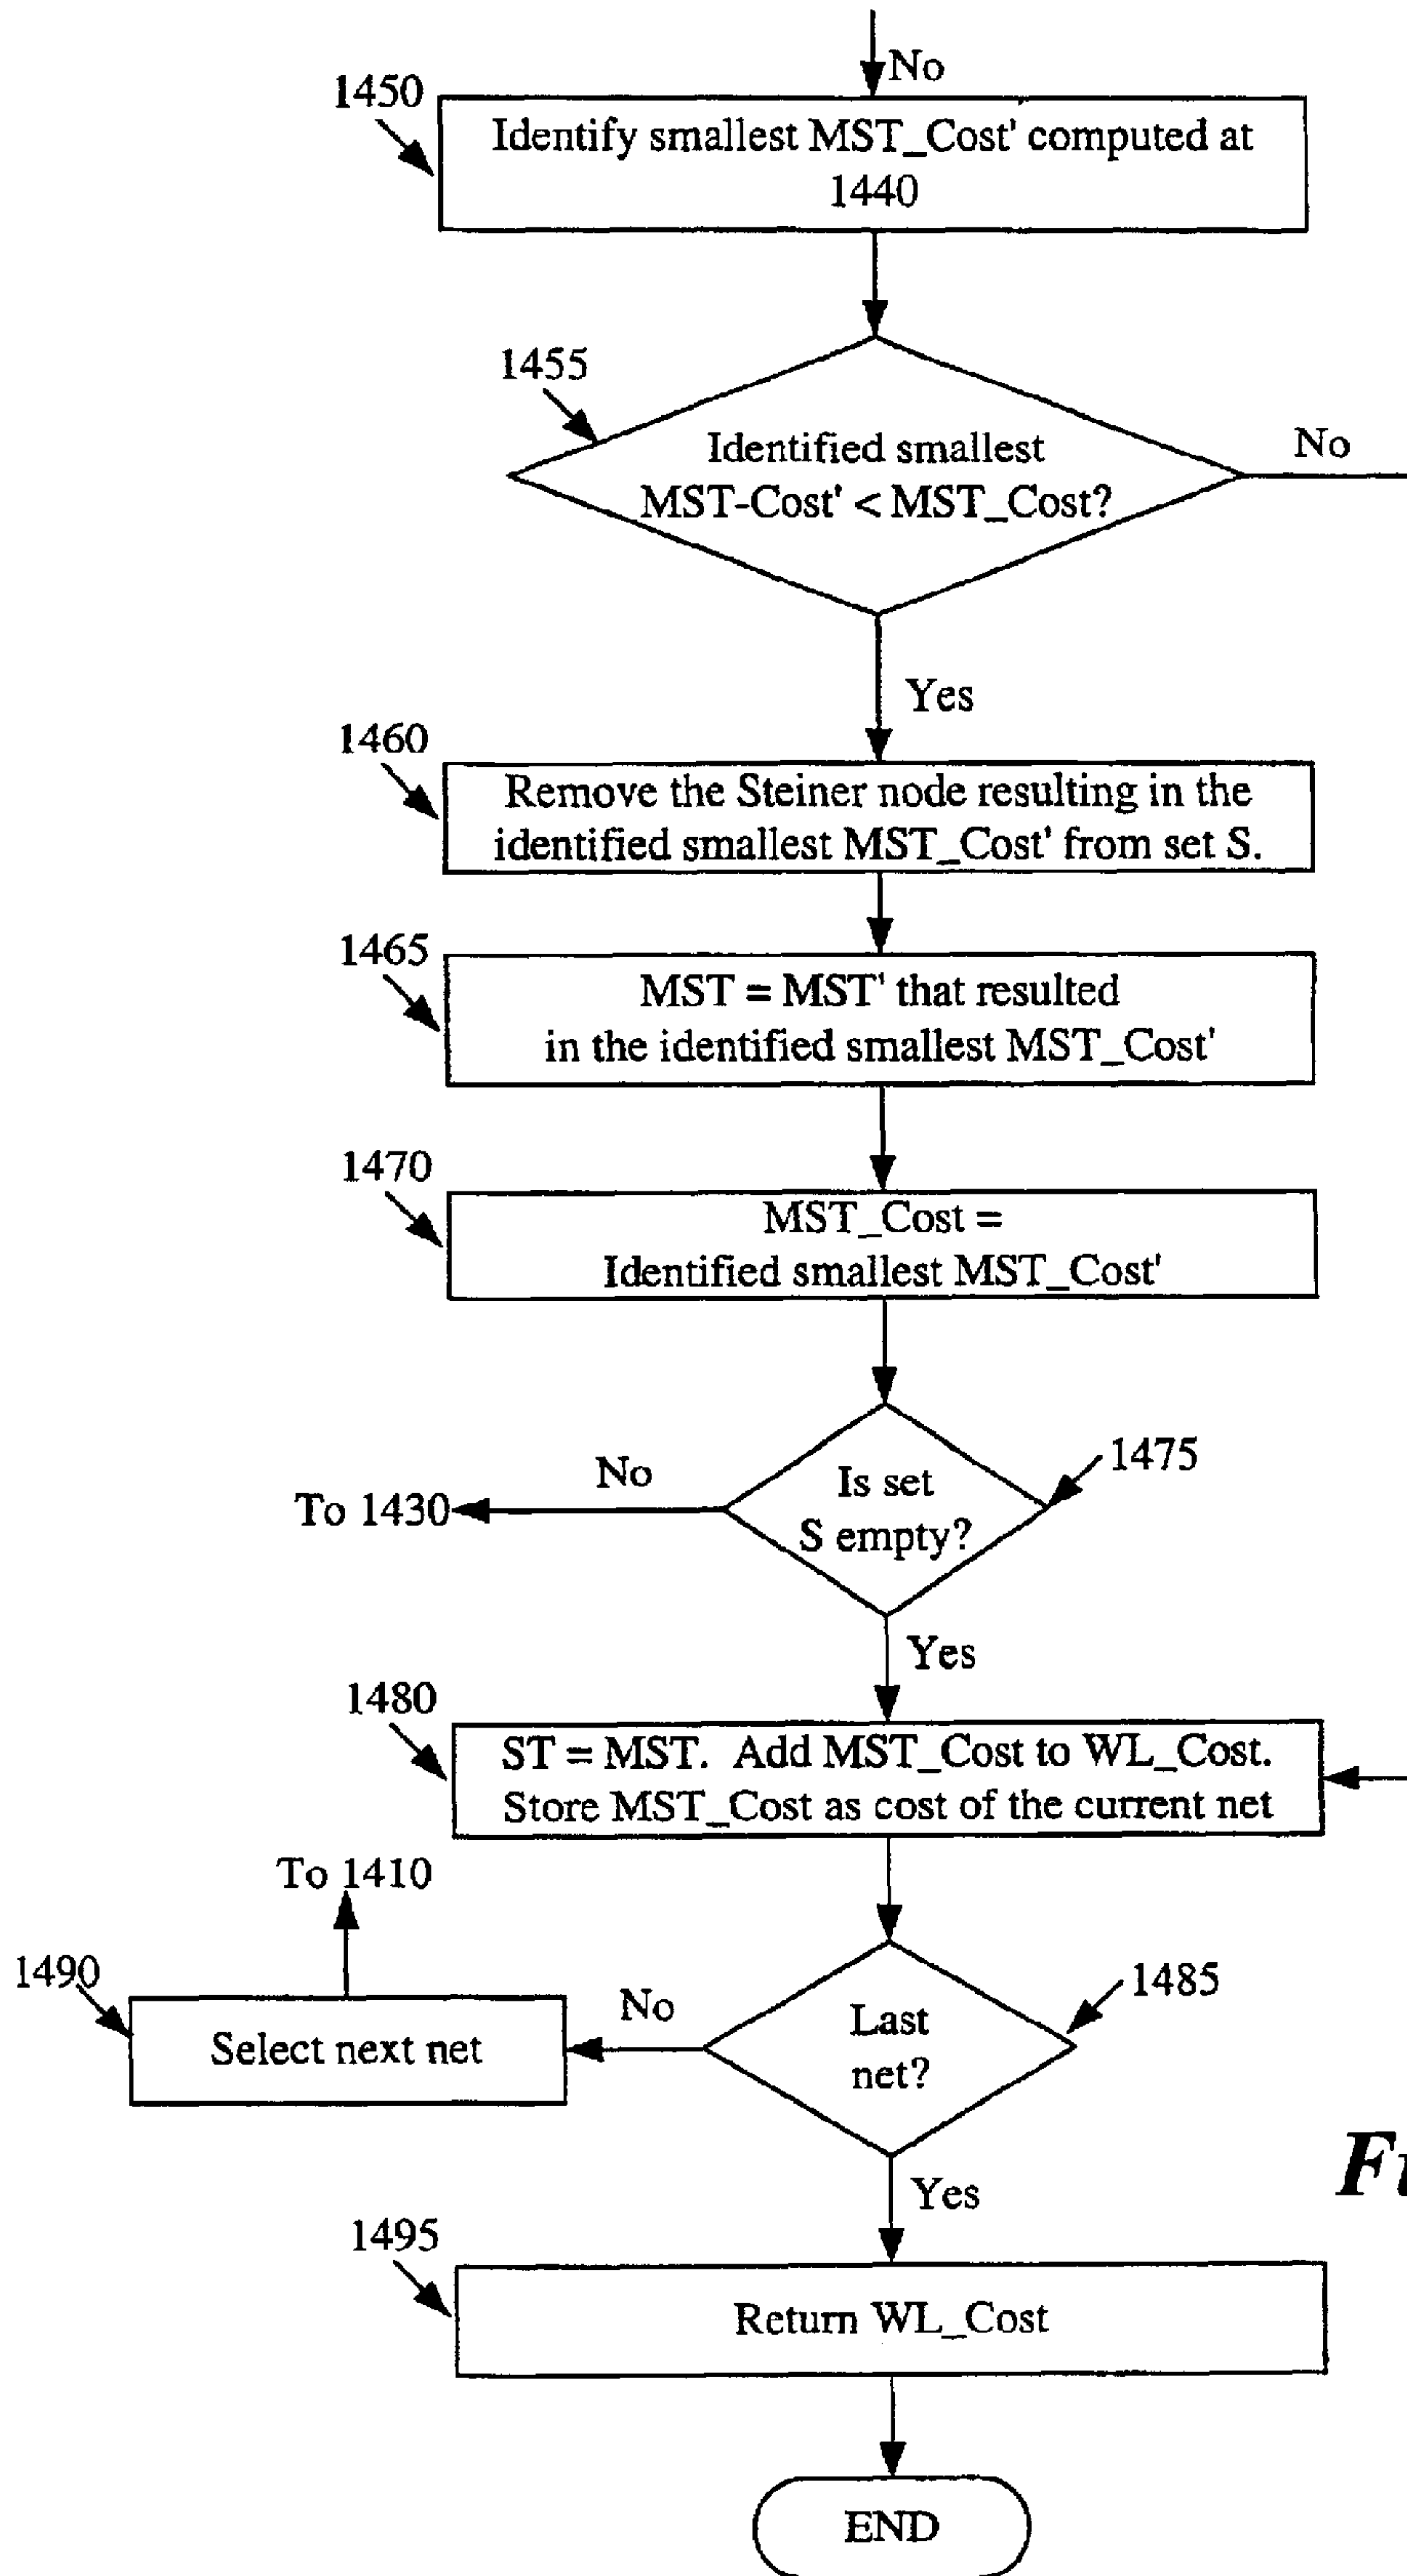 No
1450
Identify smallest MST_Cost' computed at
1440
1455
Identified smallest
MST-Cost' < MST_Cost?
No
Yes
1460
Remove the Steiner node resulting in the
identified smallest MST_Cost' from set S.
1465
MST = MST' that resulted
in the identified smallest MST_Cost'
1470
MST_Cost =
Identified smallest MST_Cost'
1475
No
Is set
S empty?
To 1430
Yes
1480
ST = MST. Add MST_Cost to WL_Cost.
Store MST_Cost as cost of the current net
To 1410
1490
Select next net
No
Last
net?
1485
Yes
1495
Return WL_Cost
END